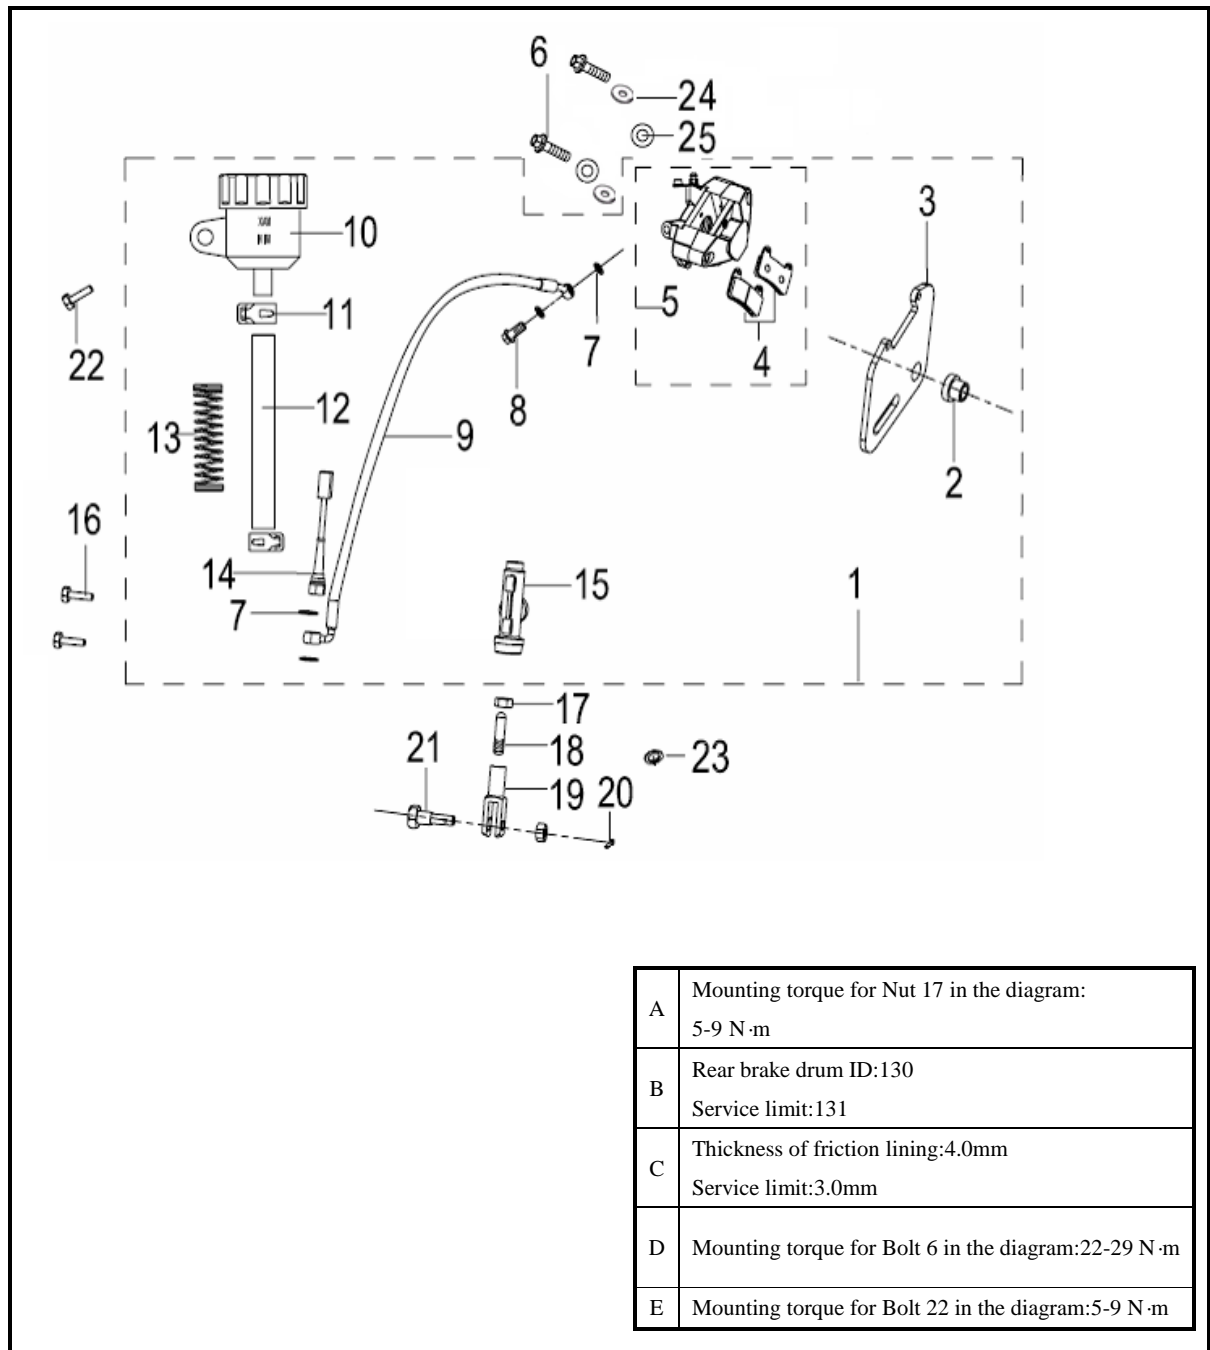 6
24
25
3
10
11
5
7
4
22
8
12
9
13
2
16
14
15
1
7
17
21
18
23
19
20
A
Mounting torque for Nut 17 in the diagram:
5-9 N·m
B
Rear brake drum ID:130
Service limit:131
C
Thickness of friction lining:4.0mm
Service limit:3.0mm
D
Mounting torque for Bolt 6 in the diagram:22-29 N·m
E
Mounting torque for Bolt 22 in the diagram:5-9 N·m